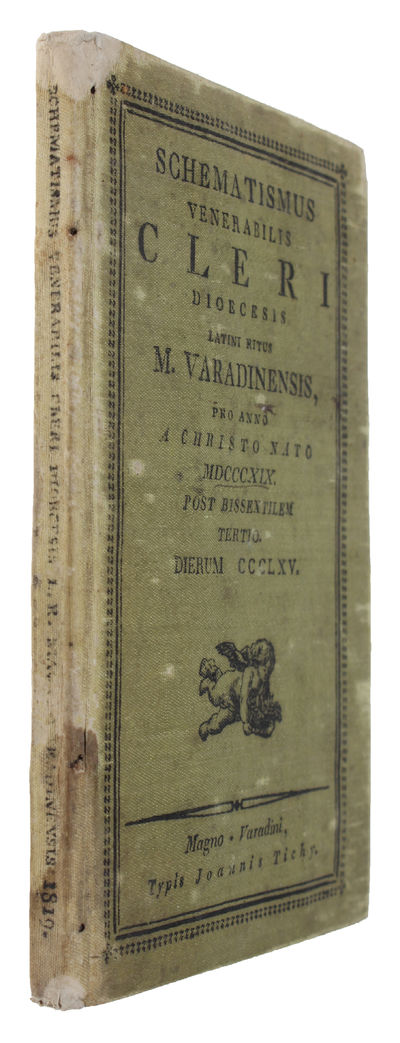 SCHEMATISMUS
VENERABILIS
CLERI
DIOECESIS
LATINI RITUS
M. VARADINENSIS,
PRO ANNO
A CHRISTO NATO
MDCCCXIX.
POST BISSEXTILEM
TERTIO.
DIERUM CCCLXV.
Magno-Varadini,
Typis Joannis Tichy.
SCHEMATISMUS VENERABILIS CLERI DIOECESIS L. R. 1819.